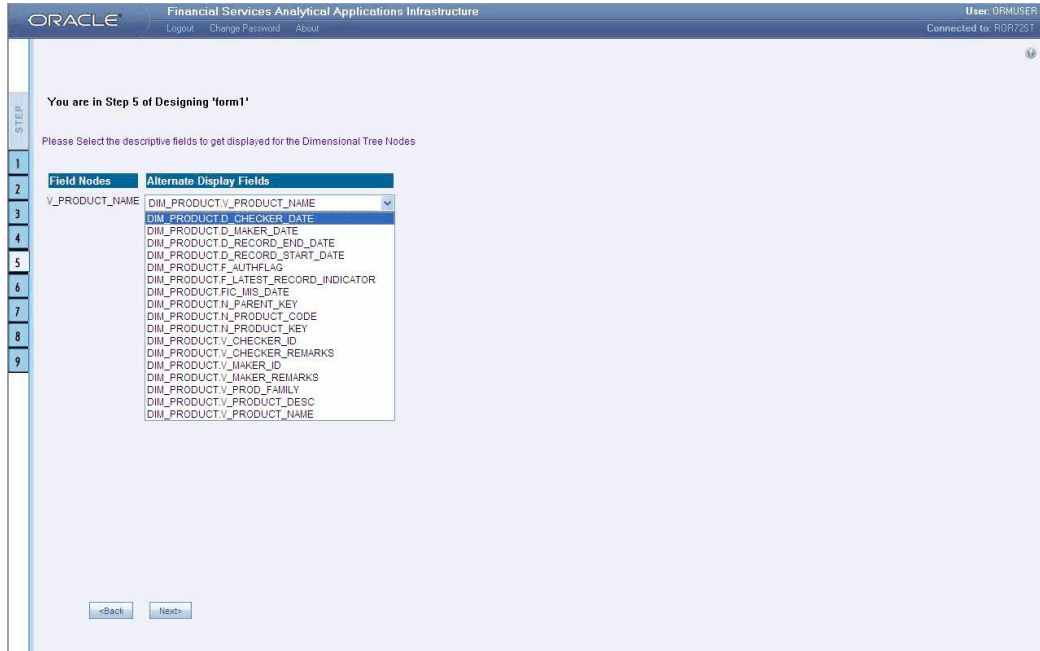 ORACLE
Financial Services Analytical Applications Infrastructure
User: ORMUSER
Logout Change Password About
Connected to: ROR72ST
STEP
You are in Step 5 of Designing 'form1'
Please Select the descriptive fields to get displayed for the Dimensional Tree Nodes
1
2
3
4
5
6
7
8
9
Field Nodes Alternate Display Fields
V_PRODUCT_NAME DIM_PRODUCT.V_PRODUCT_NAME
DIM_PRODUCT.D_CHECKER_DATE
DIM_PRODUCT.D_MAKER_DATE
DIM_PRODUCT.D_RECORD_END_DATE
DIM_PRODUCT.D_RECORD_START_DATE
DIM_PRODUCT.F_AUTHFLAG
DIM_PRODUCT.F_LATEST_RECORD_INDICATOR
DIM_PRODUCT.FIC_MIS_DATE
DIM_PRODUCT.N_PARENT_KEY
DIM_PRODUCT.N_PRODUCT_CODE
DIM_PRODUCT.N_PRODUCT_KEY
DIM_PRODUCT.V_CHECKER_ID
DIM_PRODUCT.V_CHECKER_REMARKS
DIM_PRODUCT.V_MAKER_ID
DIM_PRODUCT.V_MAKER_REMARKS
DIM_PRODUCT.V_PROD_FAMILY
DIM_PRODUCT.V_PRODUCT_DESC
DIM_PRODUCT.V_PRODUCT_NAME
<Back Next>